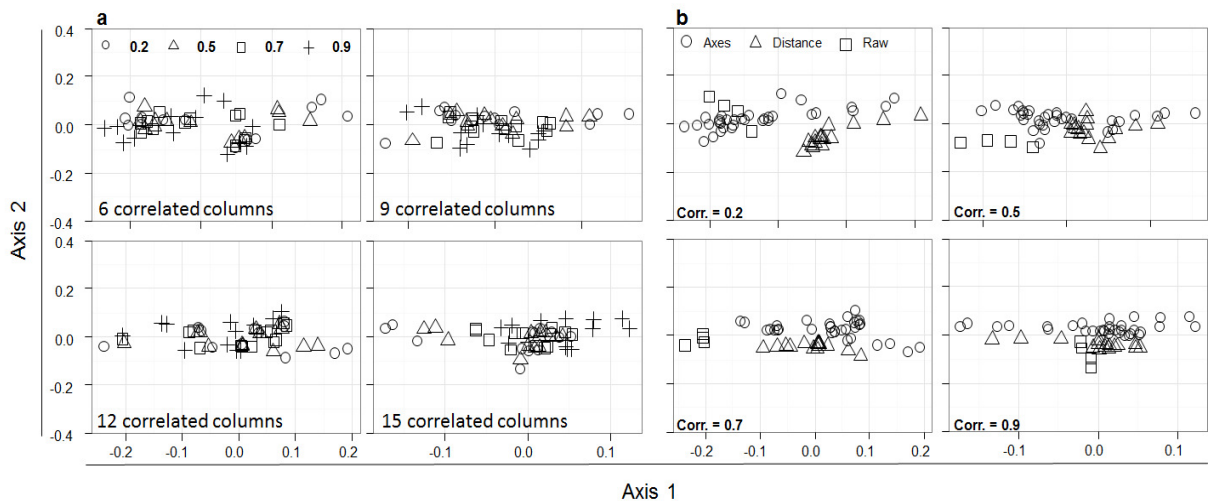 a
b
0.2 0.5 0.7 0.9
Axes Distance Raw
0.4
0.2
0.0
-0.2
-0.4
6 correlated columns
9 correlated columns
Corr. = 0.2
Corr. = 0.5
Axis 2
0.4
0.2
0.0
-0.2
-0.4
12 correlated columns
15 correlated columns
Corr. = 0.7
Corr. = 0.9
-0.2 -0.1 0.0 0.1 0.2
-0.1 0.0 0.1
-0.2 -0.1 0.0 0.1 0.2
-0.1 0.0 0.1
Axis 1